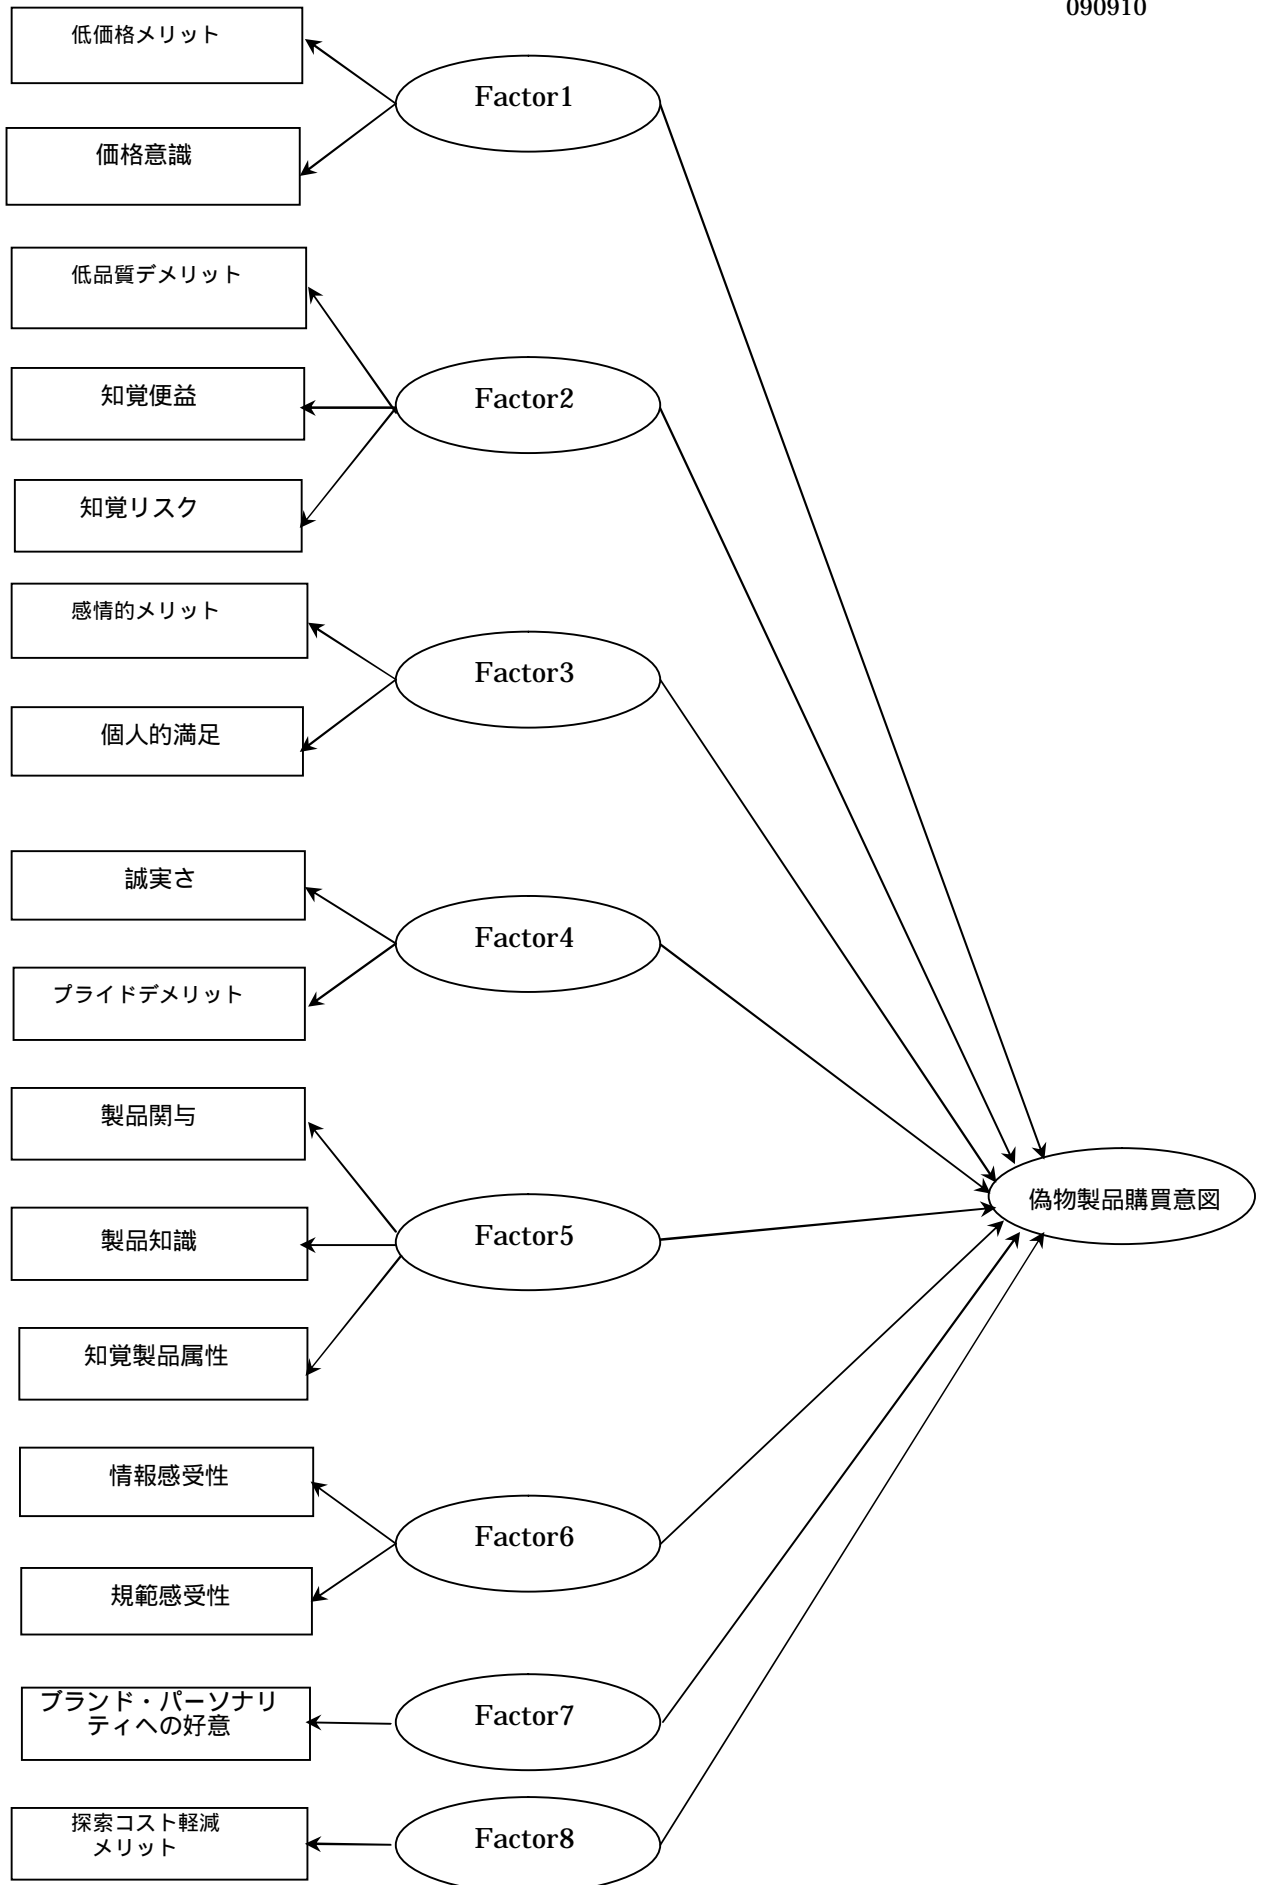 090910
低価格メリット
Factor1
価格意識
低品質デメリット
知覚便益
Factor2
知覚リスク
感情的メリット
Factor3
個人的満足
誠実さ
Factor4
プライドデメリット
製品関与
製品知識
Factor5
偽物製品購買意図
知覚製品属性
情報感受性
Factor6
規範感受性
ブランド・パーソナリ
ティへの好意
Factor7
探索コスト軽減
メリット
Factor8